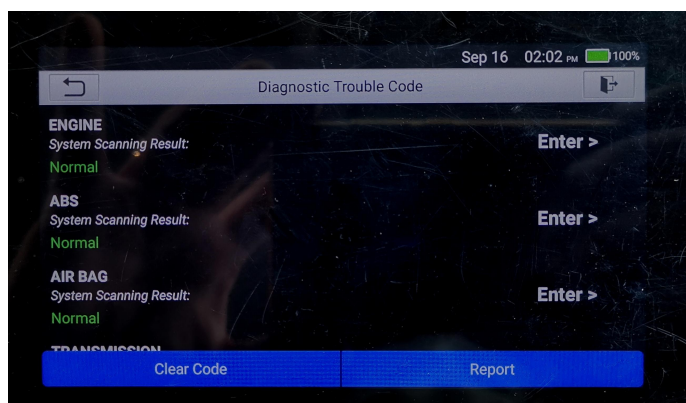 Sep 16 02:02 PM 100%
Diagnostic Trouble Code
ENGINE
System Scanning Result:
Normal
Enter >
ABS
System Scanning Result:
Normal
Enter >
AIR BAG
System Scanning Result:
Normal
Enter >
TRANSMISSION
Clear Code
Report